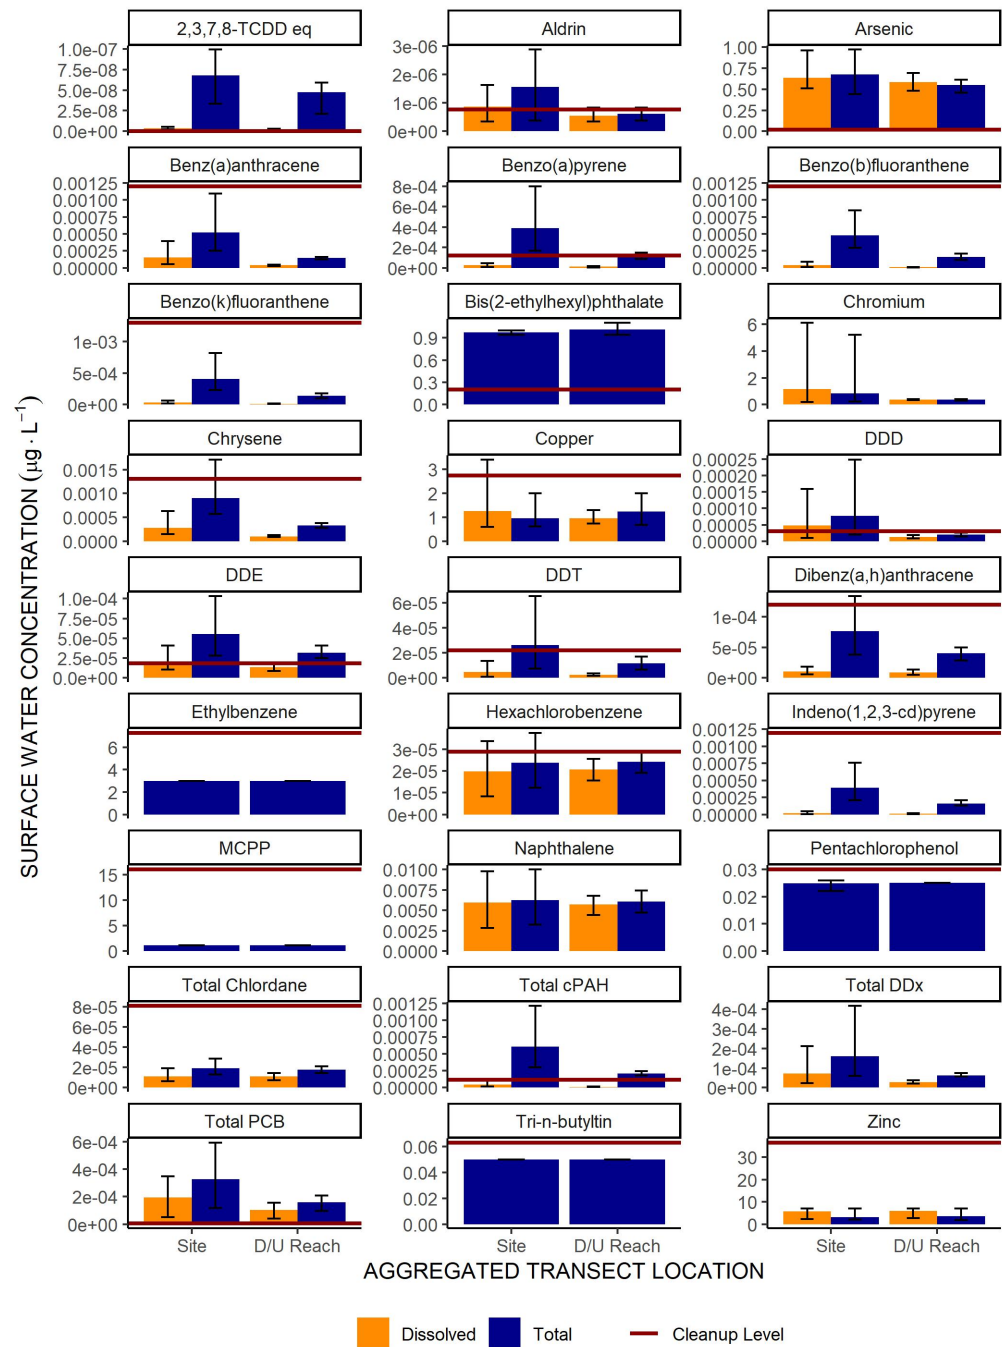 2,3,7,8-TCDD eq
1.0e-07
7.5e-08
5.0e-08
2.5e-08
0.0e+00
Aldrin
3e-06
2e-06
1e-06
0e+00
Arsenic
1.00
0.75
0.50
0.25
0.00
Benz(a)anthracene
0.00125
0.00100
0.00075
0.00050
0.00025
0.00000
Benzo(a)pyrene
8e-04
6e-04
4e-04
2e-04
0e+00
Benzo(b)fluoranthene
0.00125
0.00100
0.00075
0.00050
0.00025
0.00000
Benzo(k)fluoranthene
1e-03
5e-04
0e+00
Bis(2-ethylhexyl)phthalate
0.9
0.6
0.3
0.0
Chromium
6
4
2
0
Chrysene
0.0015
0.0010
0.0005
0.0000
Copper
3
2
1
0
DDD
0.00025
0.00020
0.00015
0.00010
0.00005
0.00000
DDE
1.0e-04
7.5e-05
5.0e-05
2.5e-05
0.0e+00
DDT
6e-05
4e-05
2e-05
0e+00
Dibenz(a,h)anthracene
1e-04
5e-05
0e+00
Ethylbenzene
6
4
2
0
Hexachlorobenzene
3e-05
2e-05
1e-05
0e+00
Indeno(1,2,3-cd)pyrene
0.00125
0.00100
0.00075
0.00050
0.00025
0.00000
MCPP
15
10
5
0
Naphthalene
0.0100
0.0075
0.0050
0.0025
0.0000
Pentachlorophenol
0.03
0.02
0.01
0.00
Total Chlordane
8e-05
6e-05
4e-05
2e-05
0e+00
Total cPAH
0.00125
0.00100
0.00075
0.00050
0.00025
0.00000
Total DDx
4e-04
3e-04
2e-04
1e-04
0e+00
Total PCB
6e-04
4e-04
2e-04
0e+00
Tri-n-butyltin
0.06
0.04
0.02
0.00
Zinc
30
20
10
0
Site D/U Reach
Site D/U Reach
Site D/U Reach
SURFACE WATER CONCENTRATION (μg · L⁻¹)
AGGREGATED TRANSECT LOCATION
Dissolved Total Cleanup Level